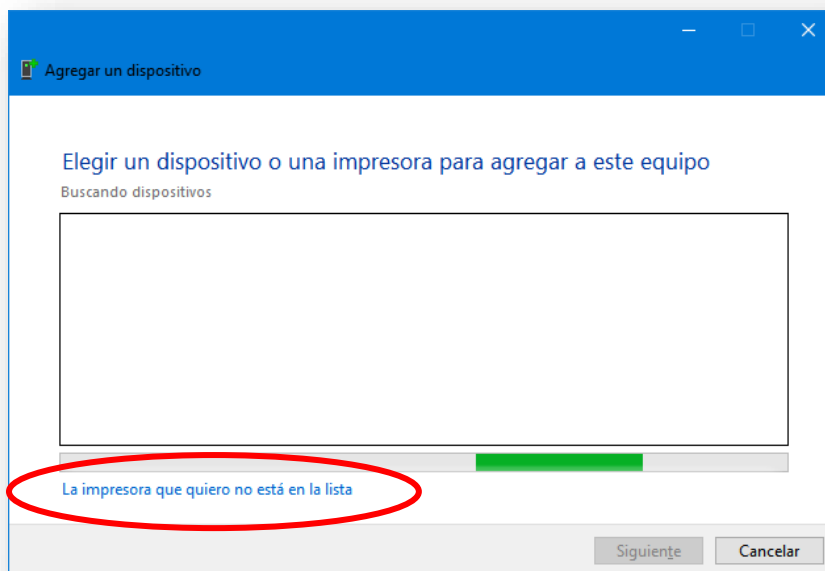 Agregar un dispositivo
Elegir un dispositivo o una impresora para agregar a este equipo
Buscando dispositivos
La impresora que quiero no está en la lista
Siguiente
Cancelar